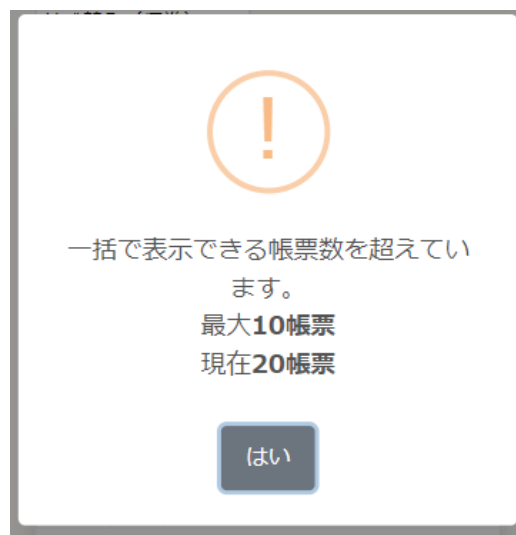 !
一括で表示できる帳票数を超えてい
ます。
最大10帳票
現在20帳票
はい